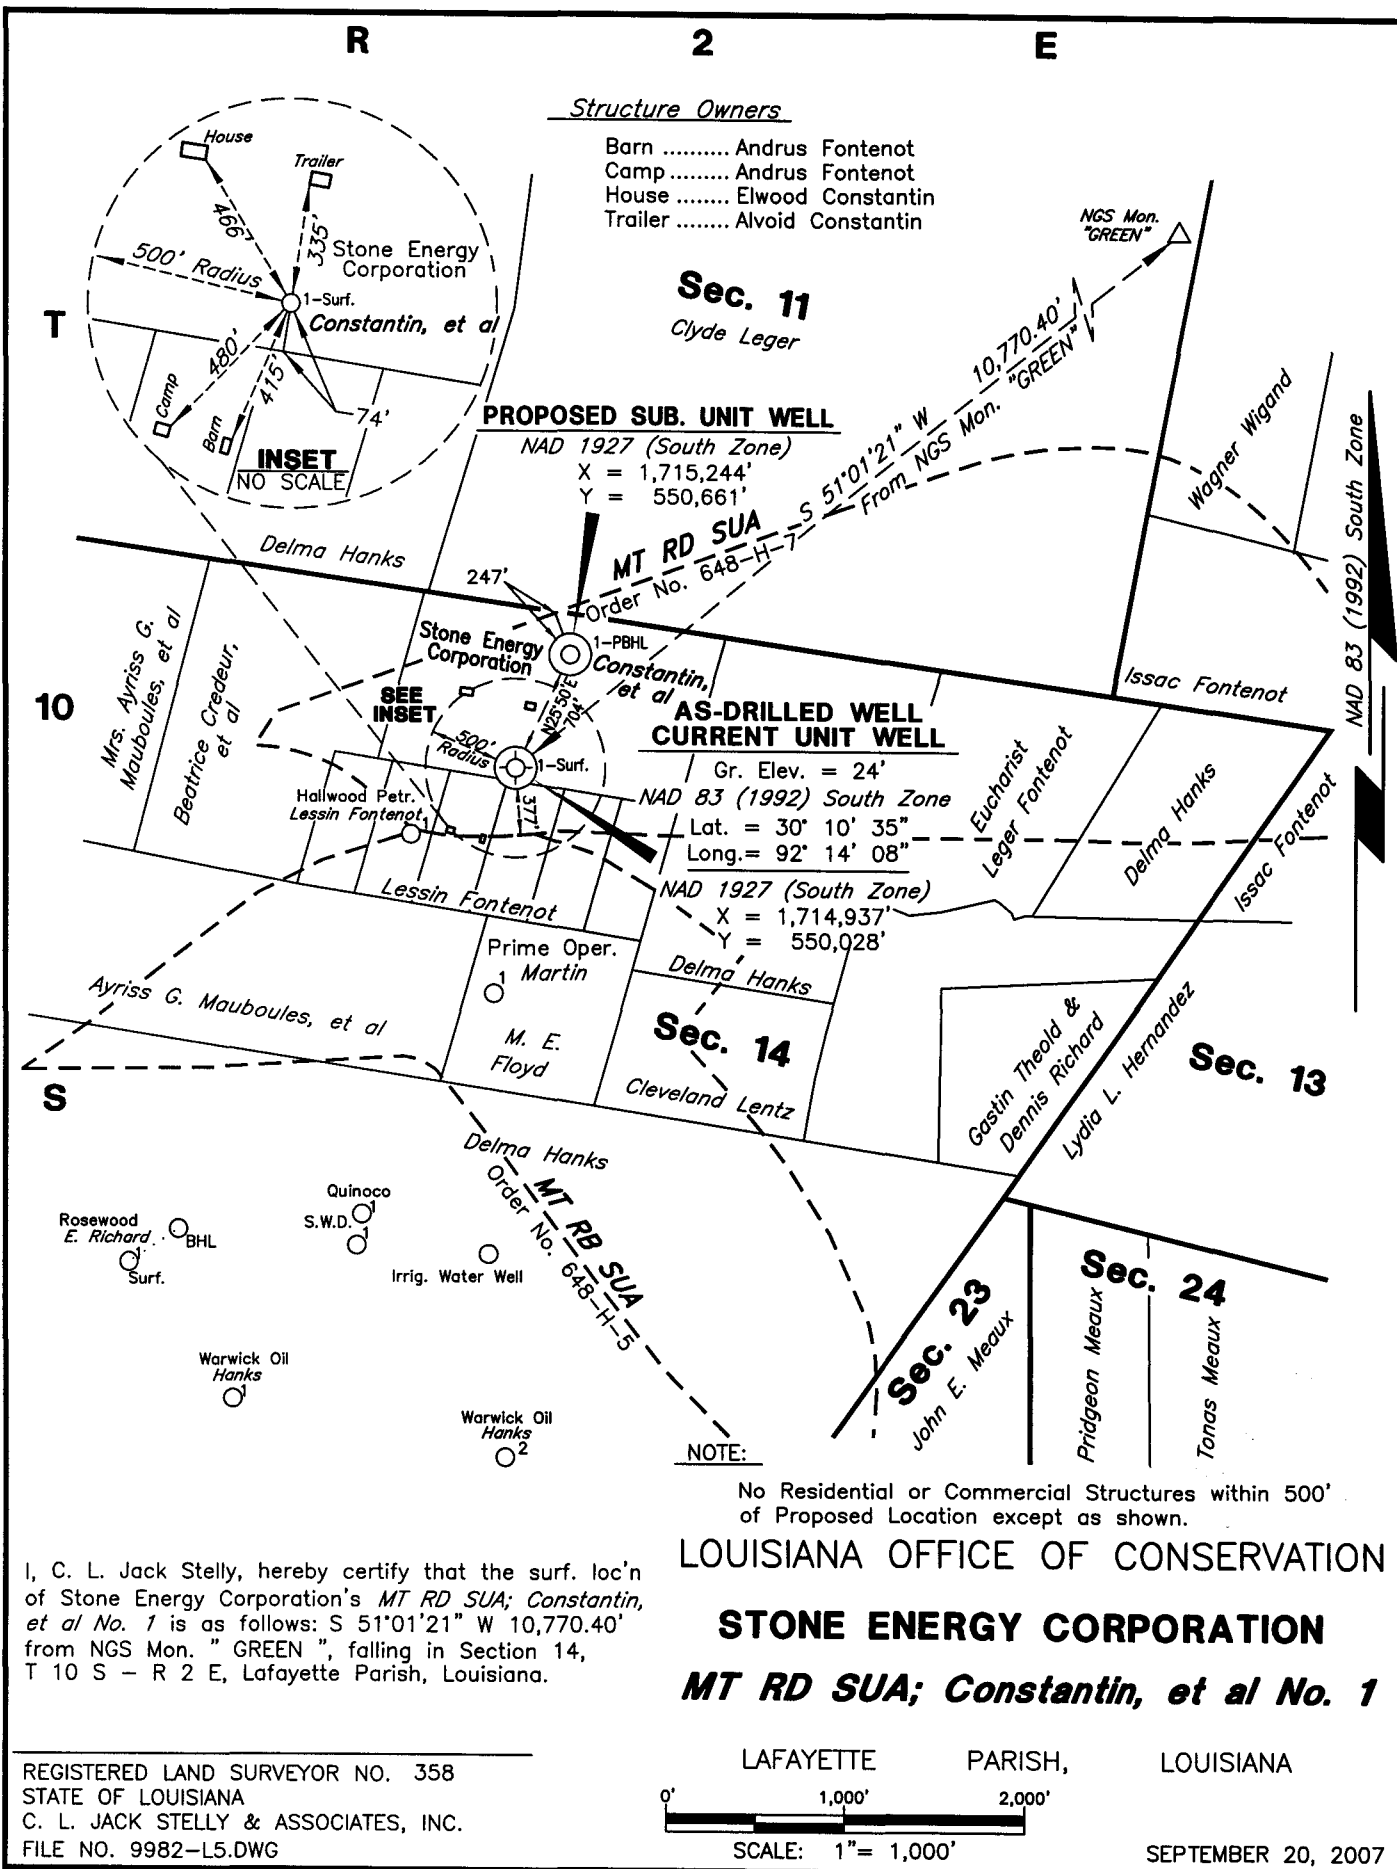 R 2 E
Structure Owners
Barn .......... Andrus Fontenot
Camp ......... Andrus Fontenot
House ........ Elwood Constantin
Trailer ........ Alvoid Constantin
House
Trailer
466'
335'
Stone Energy
Corporation
500' Radius
1-Surf.
Constantin, et al
480'
415'
Camp
Barn
74'
INSET
NO SCALE
T
10
S
NGS Mon.
"GREEN"
Sec. 11
Clyde Leger
10,770.40'
"GREEN"
S 51°01'21" W
From NGS Mon.
PROPOSED SUB. UNIT WELL
NAD 1927 (South Zone)
X = 1,715,244'
Y = 550,661'
Wagner Wigand
NAD 83 (1992) South Zone
MT RD SUA
Order No. 648-H-7
Delma Hanks
247'
Stone Energy
Corporation
1-PBHL
Constantin,
et al
Issac Fontenot
Mrs. Ayriss G.
Mauboules, et al
Beatrice Credeur,
et al
SEE
INSET
N25°50'E
704'
500'
Radius
1-Surf.
377'
AS-DRILLED WELL
CURRENT UNIT WELL
Gr. Elev. = 24'
NAD 83 (1992) South Zone
Lat. = 30° 10' 35"
Long.= 92° 14' 08"
NAD 1927 (South Zone)
X = 1,714,937'
Y = 550,028'
Hallwood Petr.
Lessin Fontenot
1
Eucharist
Leger Fontenot
Delma Hanks
Issac Fontenot
Lessin Fontenot
Prime Oper.
Martin
1
Delma Hanks
Ayriss G. Mauboules, et al
M. E.
Floyd
Sec. 14
Cleveland Lentz
Gastin Theold &
Dennis Richard
Lydia L. Hernandez
Sec. 13
Delma Hanks
MT RB SUA
Order No. 648-H-5
Quinoco
1
S.W.D.
Rosewood
E. Richard
1
BHL
Surf.
Irrig. Water Well
Warwick Oil
Hanks
1
Warwick Oil
Hanks
2
Sec. 23
John E. Meaux
Sec. 24
Pridgeon Meaux
Tonas Meaux
NOTE:
No Residential or Commercial Structures within 500'
of Proposed Location except as shown.
I, C. L. Jack Stelly, hereby certify that the surf. loc'n
of Stone Energy Corporation's MT RD SUA; Constantin,
et al No. 1 is as follows: S 51°01'21" W 10,770.40'
from NGS Mon. " GREEN ", falling in Section 14,
T 10 S - R 2 E, Lafayette Parish, Louisiana.
LOUISIANA OFFICE OF CONSERVATION
STONE ENERGY CORPORATION
MT RD SUA; Constantin, et al No. 1
LAFAYETTE PARISH, LOUISIANA
0' 1,000' 2,000'
SCALE: 1"= 1,000'
SEPTEMBER 20, 2007
REGISTERED LAND SURVEYOR NO. 358
STATE OF LOUISIANA
C. L. JACK STELLY & ASSOCIATES, INC.
FILE NO. 9982-L5.DWG